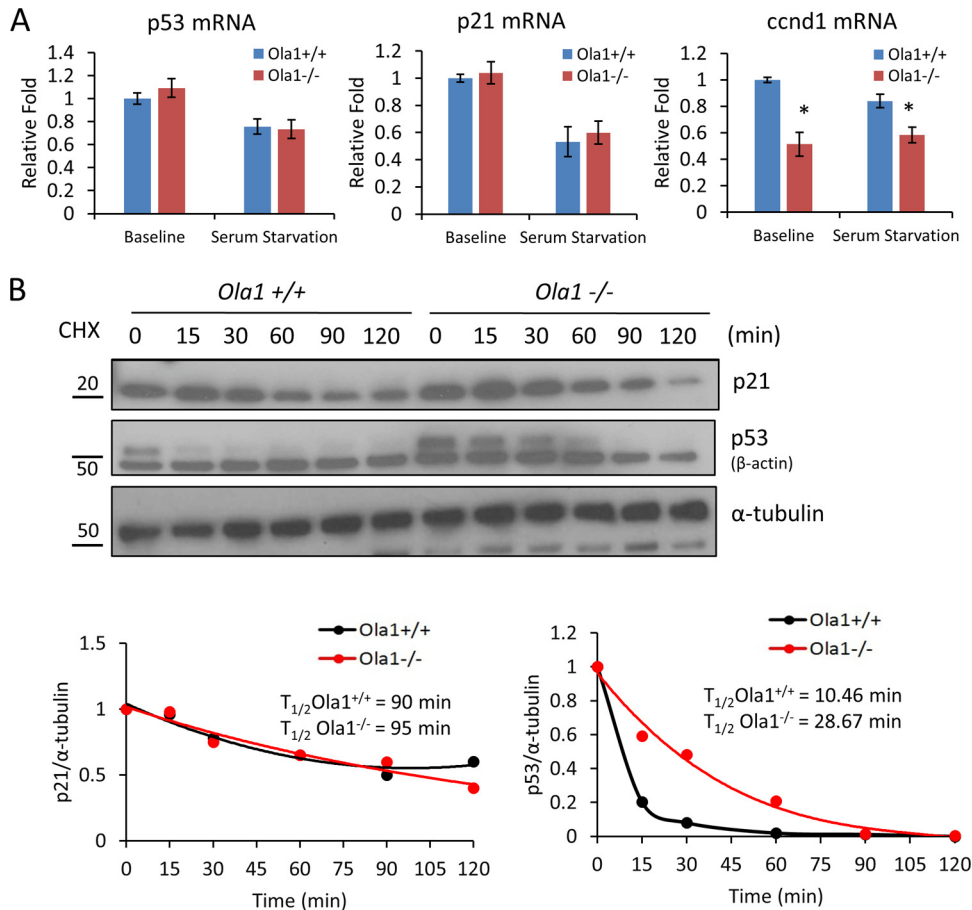 A
p53 mRNA
Relative Fold
1.4
1.2
1
0.8
0.6
0.4
0.2
0
Ola1+/+
Ola1-/-
Baseline
Serum Starvation
p21 mRNA
Relative Fold
1.4
1.2
1
0.8
0.6
0.4
0.2
0
Ola1+/+
Ola1-/-
Baseline
Serum Starvation
ccnd1 mRNA
Relative Fold
1.2
1
0.8
0.6
0.4
0.2
0
Ola1+/+
Ola1-/-
*
*
Baseline
Serum Starvation
B
Ola1 +/+
Ola1 -/-
CHX 0 15 30 60 90 120 0 15 30 60 90 120 (min)
20
p21
50
p53
(β-actin)
50
α-tubulin
p21/α-tubulin
1.5
1
0.5
0
Ola1+/+
Ola1-/-
T1/2Ola1+/+ = 90 min
T1/2 Ola1-/- = 95 min
0 15 30 45 60 75 90 105 120
Time (min)
p53/α-tubulin
1.2
1
0.8
0.6
0.4
0.2
0
Ola1+/+
Ola1-/-
T1/2Ola1+/+ = 10.46 min
T1/2 Ola1-/- = 28.67 min
0 15 30 45 60 75 90 105 120
Time (min)